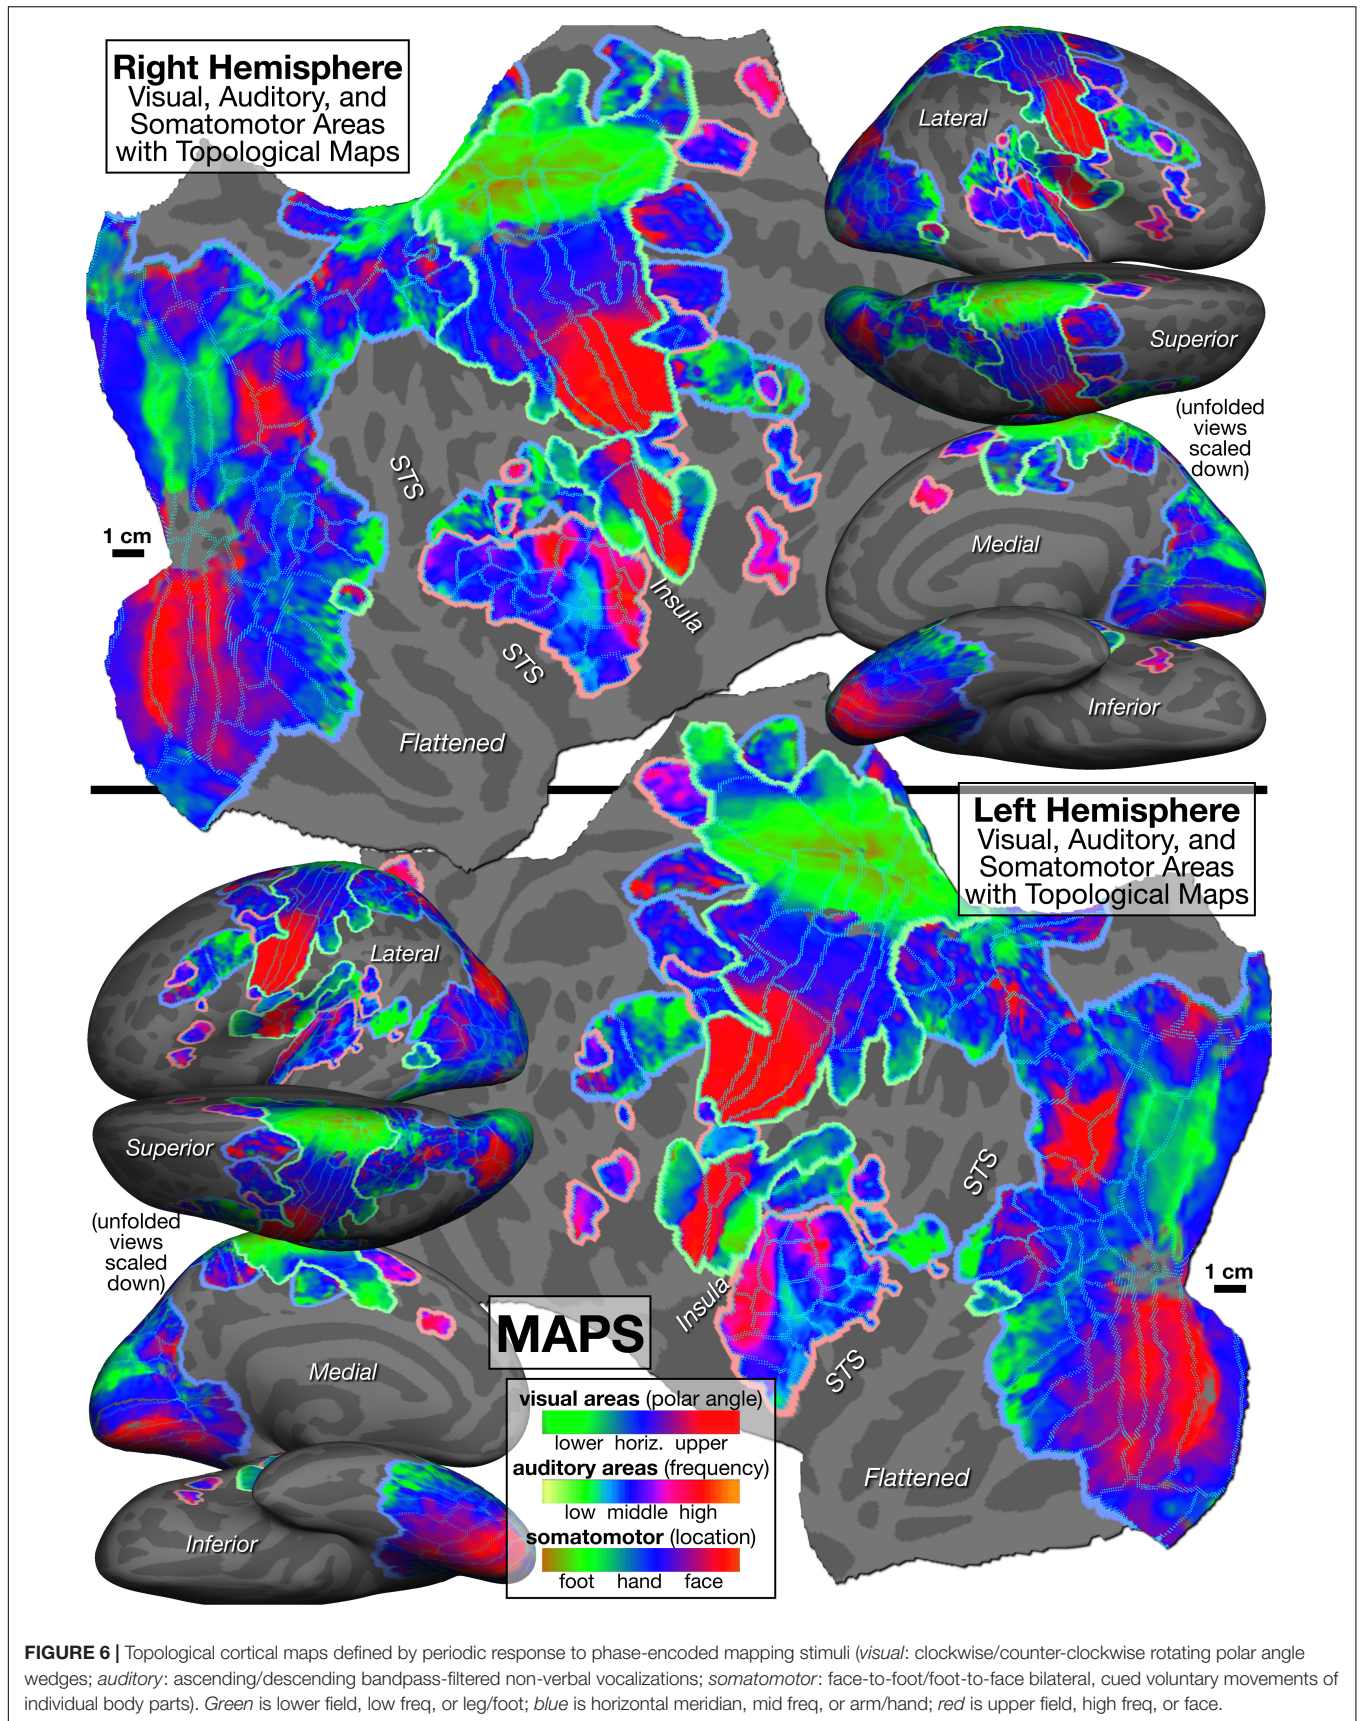 Right Hemisphere
Visual, Auditory, and
Somatomotor Areas
with Topological Maps
Lateral
Superior
(unfolded
views
scaled
down)
STS
1 cm
Medial
Insula
STS
Inferior
Flattened
Left Hemisphere
Visual, Auditory, and
Somatomotor Areas
with Topological Maps
Lateral
Superior
STS
(unfolded
views
scaled
down)
1 cm
Insula
MAPS
STS
Medial
visual areas (polar angle)
lower horiz. upper
auditory areas (frequency)
low middle high
somatomotor (location)
foot hand face
Flattened
Inferior
FIGURE 6 | Topological cortical maps defined by periodic response to phase-encoded mapping stimuli (visual: clockwise/counter-clockwise rotating polar angle
wedges; auditory: ascending/descending bandpass-filtered non-verbal vocalizations; somatomotor: face-to-foot/foot-to-face bilateral, cued voluntary movements of
individual body parts). Green is lower field, low freq, or leg/foot; blue is horizontal meridian, mid freq, or arm/hand; red is upper field, high freq, or face.